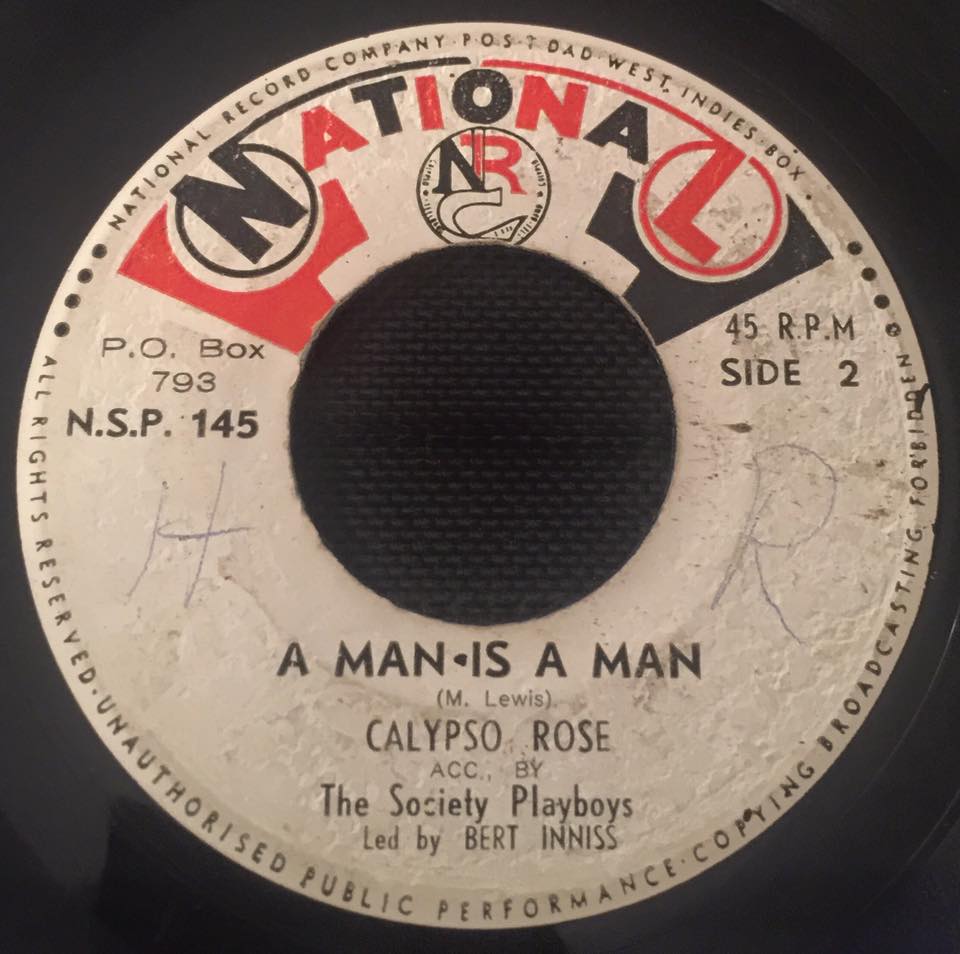 NATIONAL RECORD COMPANY · POST DAD WEST INDIES · BOX
NATIONAL
NRC
P.O. Box
793
N.S.P. 145
45 R.P.M
SIDE 2
H
R
A MAN·IS A MAN
(M. Lewis)
CALYPSO ROSE
ACC., BY
The Society Playboys
Led by BERT INNISS
ALL RIGHTS RESERVED·UNAUTHORISED PUBLIC PERFORMANCE·COPYING BROADCASTING FORBIDDEN